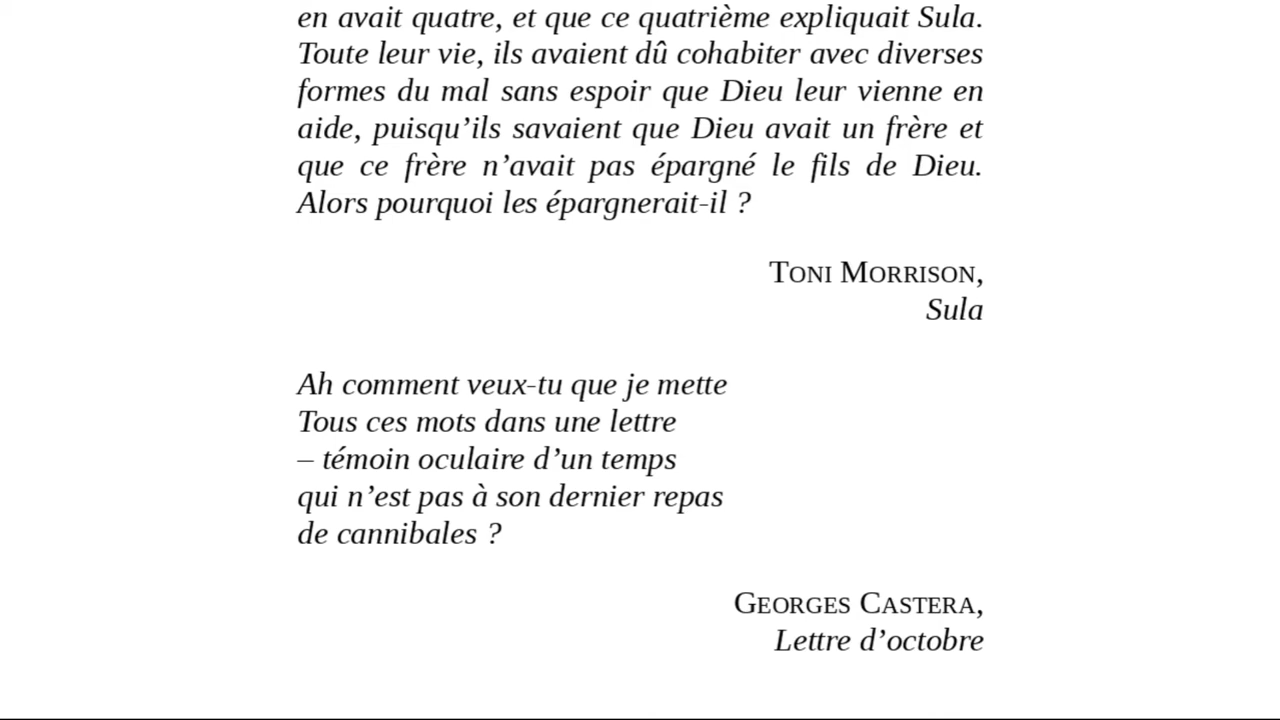 en avait quatre, et que ce quatrième expliquait Sula.
Toute leur vie, ils avaient dû cohabiter avec diverses
formes du mal sans espoir que Dieu leur vienne en
aide, puisqu’ils savaient que Dieu avait un frère et
que ce frère n’avait pas épargné le fils de Dieu.
Alors pourquoi les épargnerait-il ?
TONI MORRISON,
Sula
Ah comment veux-tu que je mette
Tous ces mots dans une lettre
– témoin oculaire d’un temps
qui n’est pas à son dernier repas
de cannibales ?
GEORGES CASTERA,
Lettre d’octobre